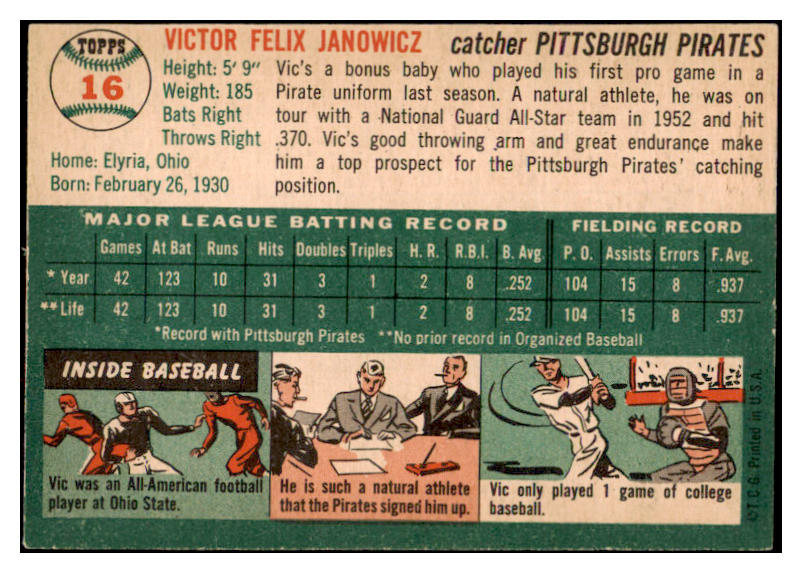 TOPPS
16
VICTOR FELIX JANOWICZ catcher PITTSBURGH PIRATES
Height: 5' 9"
Weight: 185
Bats Right
Throws Right
Home: Elyria, Ohio
Born: February 26, 1930
Vic's a bonus baby who played his first pro game in a
Pirate uniform last season. A natural athlete, he was on
tour with a National Guard All-Star team in 1952 and hit
.370. Vic's good throwing arm and great endurance make
him a top prospect for the Pittsburgh Pirates' catching
position.
MAJOR LEAGUE BATTING RECORD FIELDING RECORD
Games At Bat Runs Hits Doubles Triples H. R. R.B.I. B. Avg. P. O. Assists Errors F. Avg.
* Year 42 123 10 31 3 1 2 8 .252 104 15 8 .937
** Life 42 123 10 31 3 1 2 8 .252 104 15 8 .937
*Record with Pittsburgh Pirates **No prior record in Organized Baseball
INSIDE BASEBALL
Vic was an All-American football
player at Ohio State.
He is such a natural athlete
that the Pirates signed him up.
Vic only played 1 game of college
baseball.
©T.C.G. Printed in U.S.A.